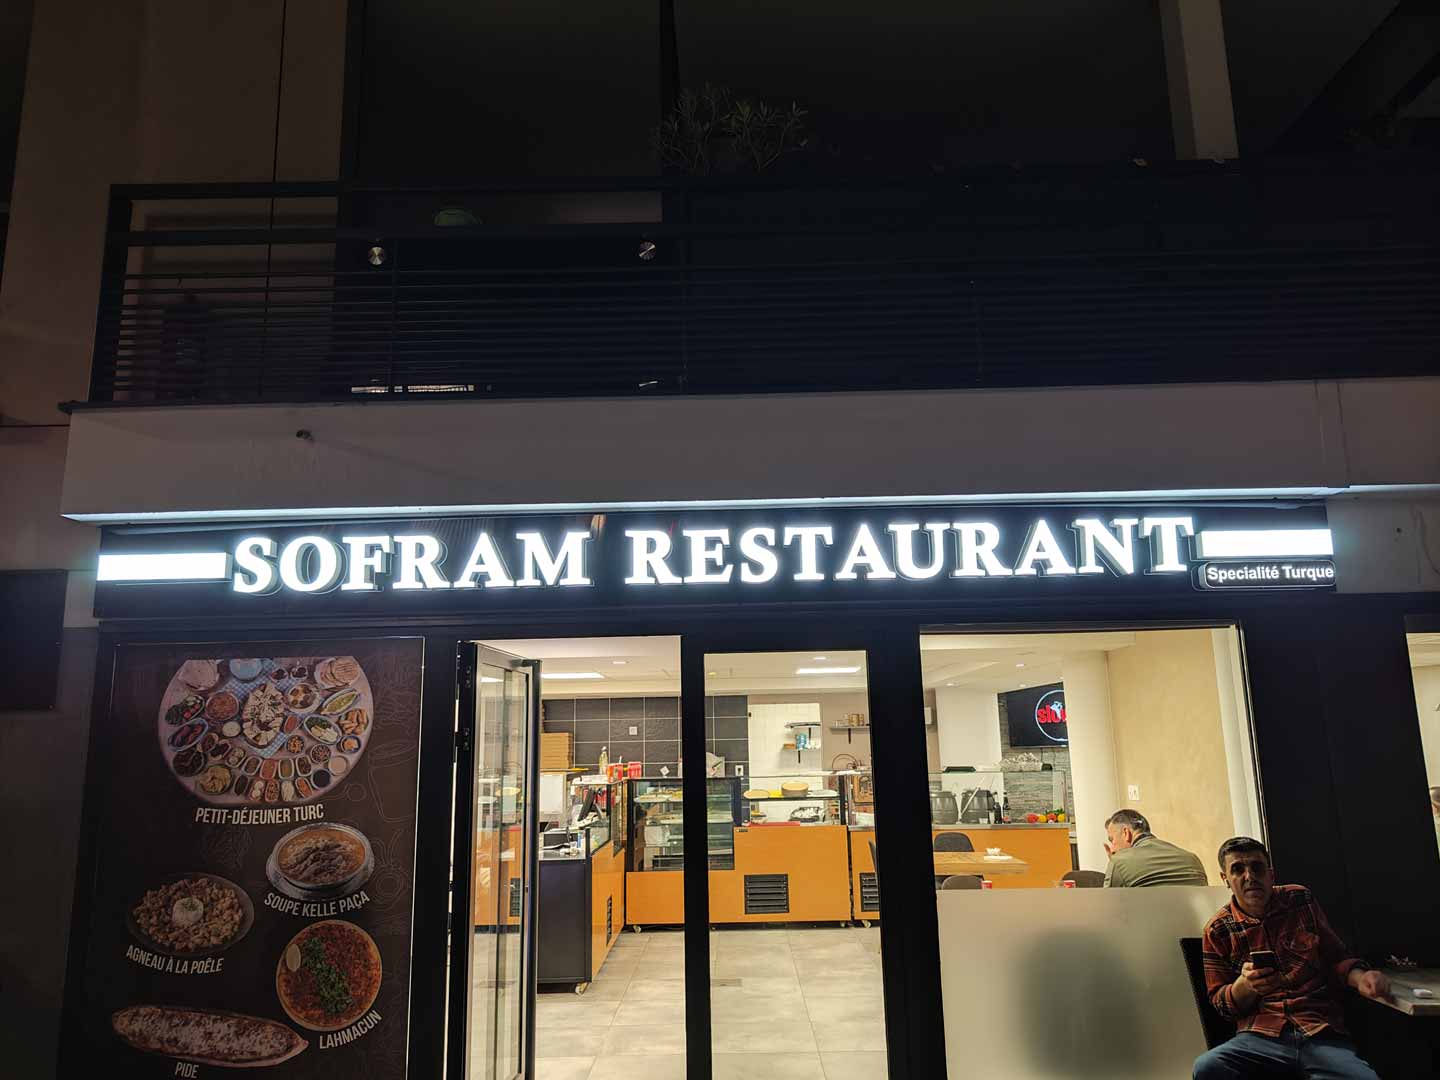 SOFRAM RESTAURANT
Specialité Turque
PETIT-DÉJEUNER TURC
SOUPE KELLE PAÇA
AGNEAU À LA POÊLE
LAHMACUN
PIDE